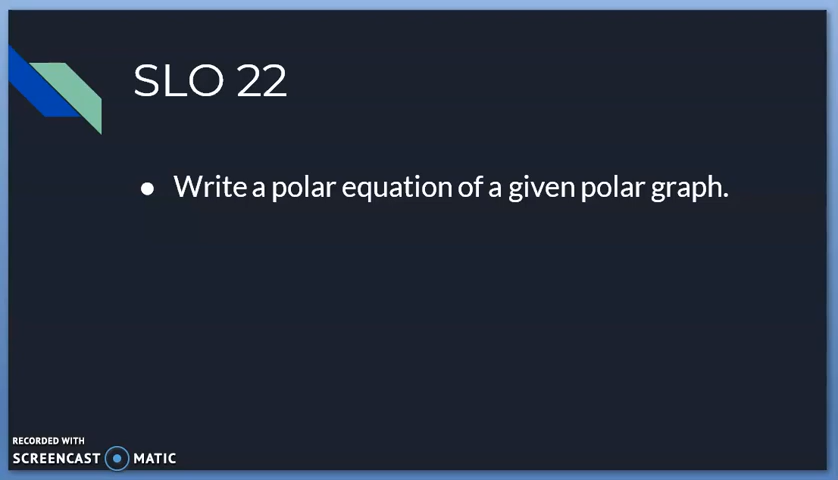 SLO 22
● Write a polar equation of a given polar graph.
RECORDED WITH
SCREENCAST MATIC